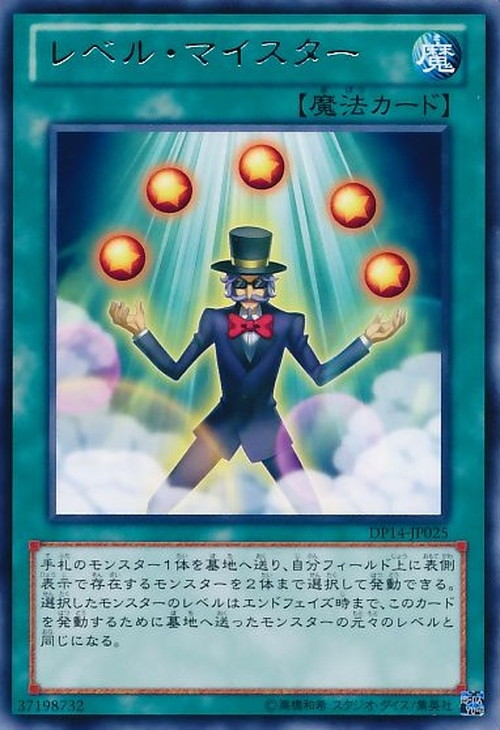 レベル・マイスター
魔
【魔法カード】
DP14-JP025
手札のモンスター1体を墓地へ送り、自分フィールド上に表側
表示で存在するモンスターを2体まで選択して発動できる。
選択したモンスターのレベルはエンドフェイズ時まで、このカード
を発動するために墓地へ送ったモンスターの元々のレベルと
同じになる。
37198732
©高橋和希 スタジオ・ダイス/集英社